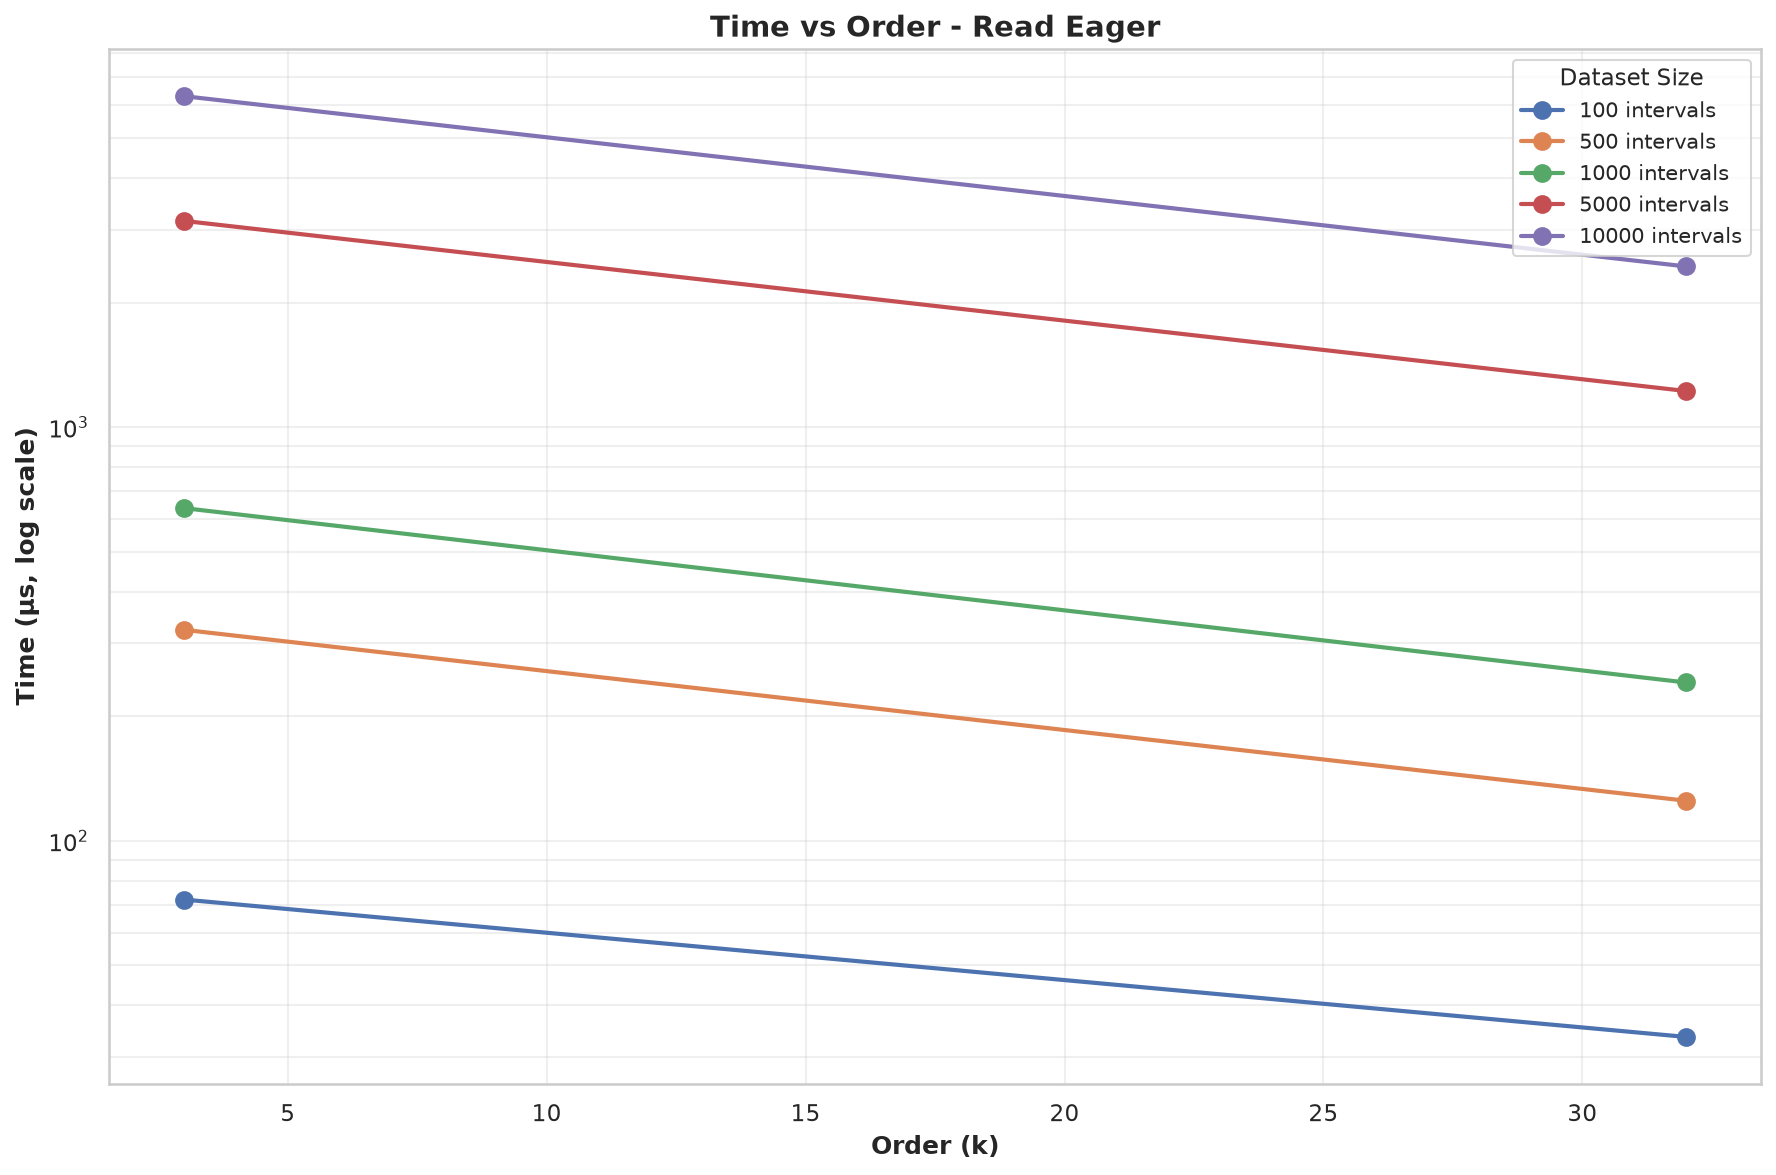 Time vs Order - Read Eager
Dataset Size
100 intervals
500 intervals
1000 intervals
5000 intervals
10000 intervals
Time (µs, log scale)
10³
10²
5 10 15 20 25 30
Order (k)